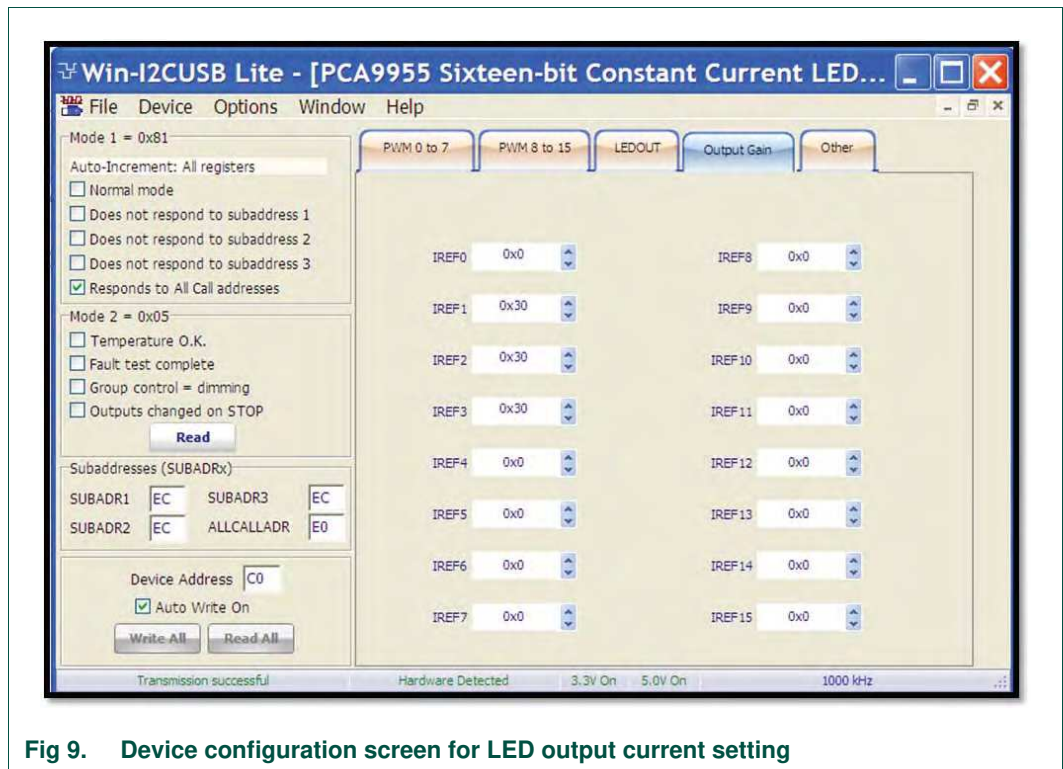 Win-I2CUSB Lite - [PCA9955 Sixteen-bit Constant Current LED...
File Device Options Window Help
Mode 1 = 0x81
Auto-Increment: All registers
Normal mode
Does not respond to subaddress 1
Does not respond to subaddress 2
Does not respond to subaddress 3
Responds to All Call addresses
Mode 2 = 0x05
Temperature O.K.
Fault test complete
Group control = dimming
Outputs changed on STOP
Read
Subaddresses (SUBADRx)
SUBADR1 EC SUBADR3 EC
SUBADR2 EC ALLCALLADR E0
Device Address C0
Auto Write On
Write All Read All
PWM 0 to 7 PWM 8 to 15 LEDOUT Output Gain Other
IREF0 0x0 IREF8 0x0
IREF1 0x30 IREF9 0x0
IREF2 0x30 IREF10 0x0
IREF3 0x30 IREF11 0x0
IREF4 0x0 IREF12 0x0
IREF5 0x0 IREF13 0x0
IREF6 0x0 IREF14 0x0
IREF7 0x0 IREF15 0x0
Transmission successful Hardware Detected 3.3V On 5.0V On 1000 kHz
Fig 9. Device configuration screen for LED output current setting